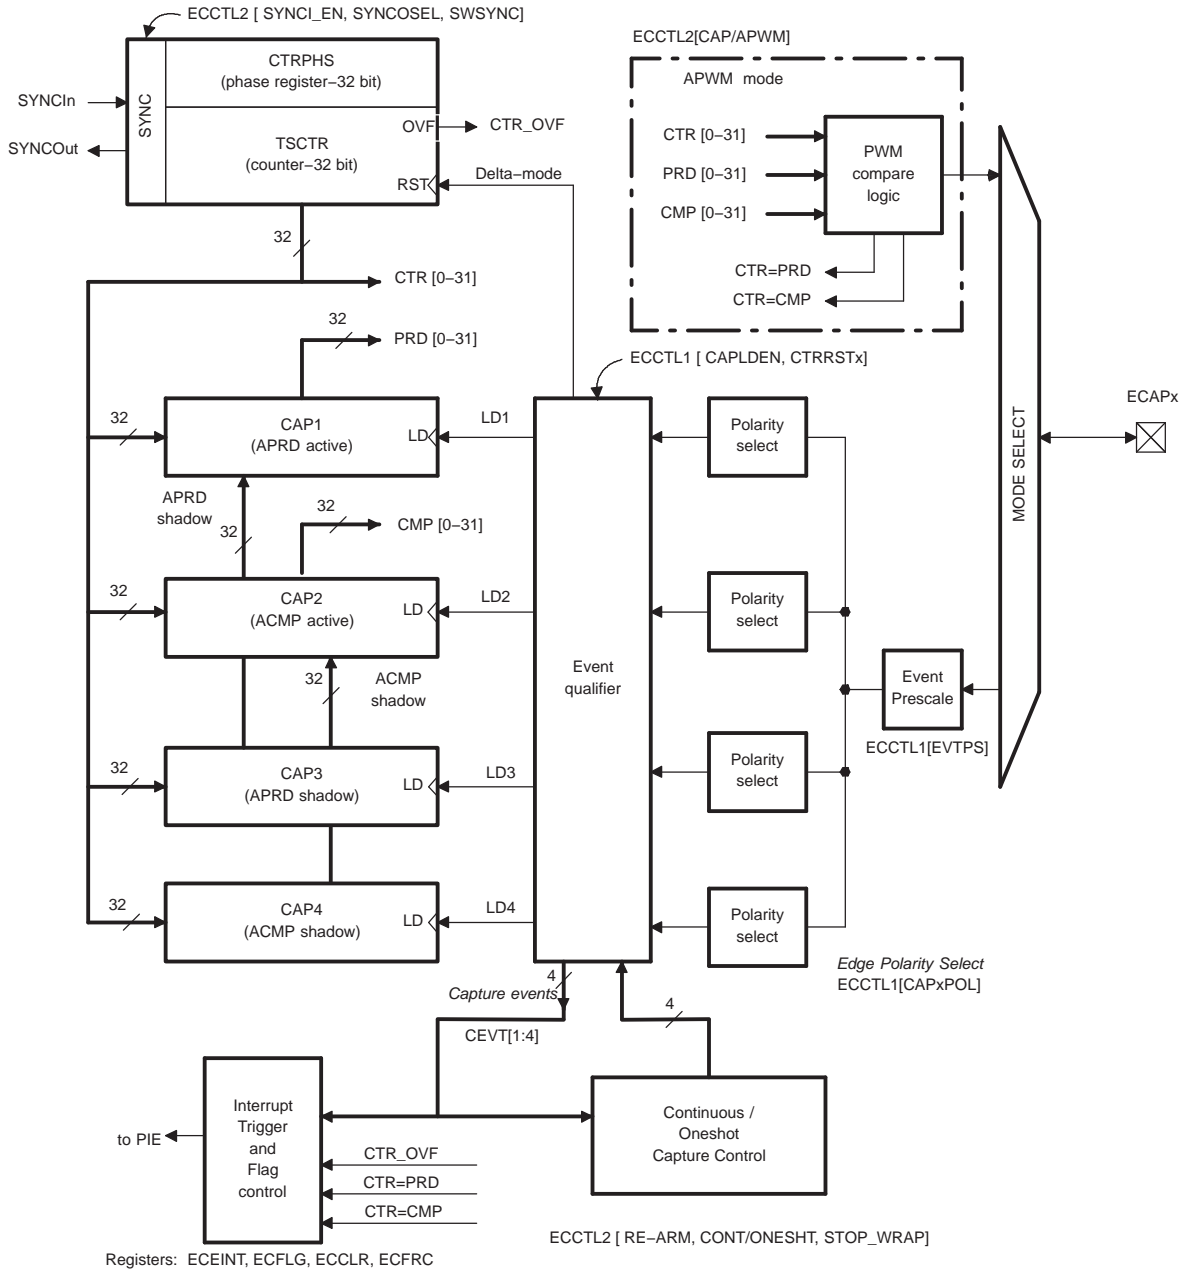 ECCTL2 [ SYNCI_EN, SYNCOSEL, SWSYNC]
ECCTL2[CAP/APWM]
CTRPHS
(phase register−32 bit)
APWM mode
SYNCIn
SYNC
SYNCOut
OVF
CTR_OVF
TSCTR
(counter−32 bit)
RST
Delta−mode
CTR [0−31]
PRD [0−31]
CMP [0−31]
PWM
compare
logic
CTR=PRD
CTR=CMP
32
CTR [0−31]
32
PRD [0−31]
ECCTL1 [ CAPLDEN, CTRRSTx]
32
CAP1
(APRD active)
LD
LD1
Polarity
select
MODE SELECT
ECAPx
APRD
shadow
32
32
CMP [0−31]
32
CAP2
(ACMP active)
LD
LD2
Polarity
select
Event
qualifier
32
ACMP
shadow
Event
Prescale
ECCTL1[EVTPS]
32
CAP3
(APRD shadow)
LD
LD3
Polarity
select
32
CAP4
(ACMP shadow)
LD
LD4
Polarity
select
Edge Polarity Select
ECCTL1[CAPxPOL]
4
Capture events
CEVT[1:4]
4
Interrupt
Trigger
and
Flag
control
to PIE
CTR_OVF
CTR=PRD
CTR=CMP
Continuous /
Oneshot
Capture Control
ECCTL2 [ RE−ARM, CONT/ONESHT, STOP_WRAP]
Registers: ECEINT, ECFLG, ECCLR, ECFRC